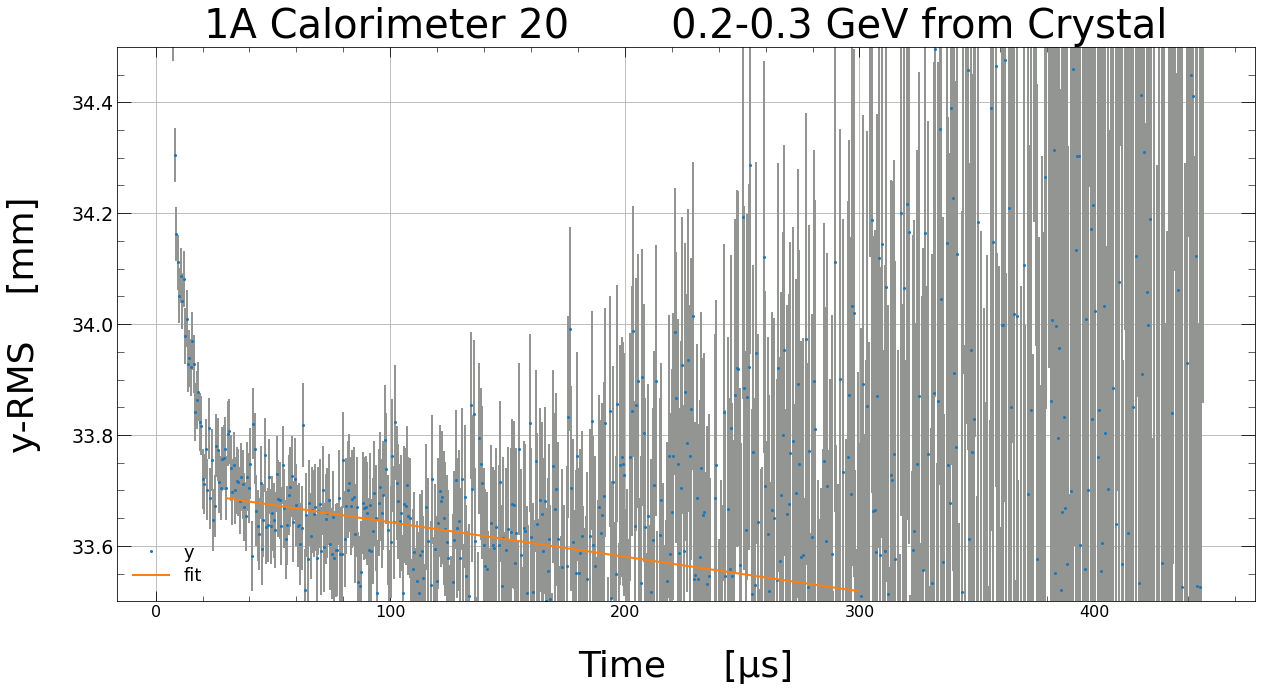 1A Calorimeter 20 0.2-0.3 GeV from Crystal
y-RMS [mm]
34.4
34.2
34.0
33.8
33.6
y
fit
0 100 200 300 400
Time [µs]